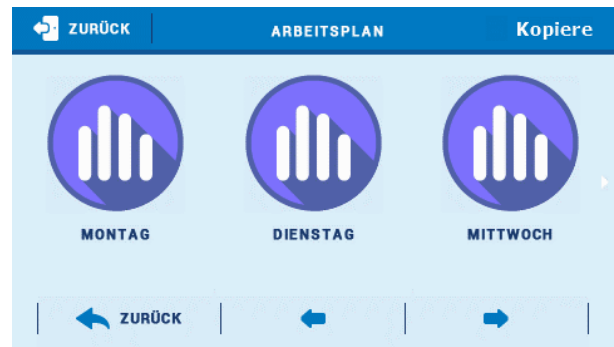 ZURÜCK
ARBEITSPLAN
Kopiere
MONTAG
DIENSTAG
MITTWOCH
ZURÜCK